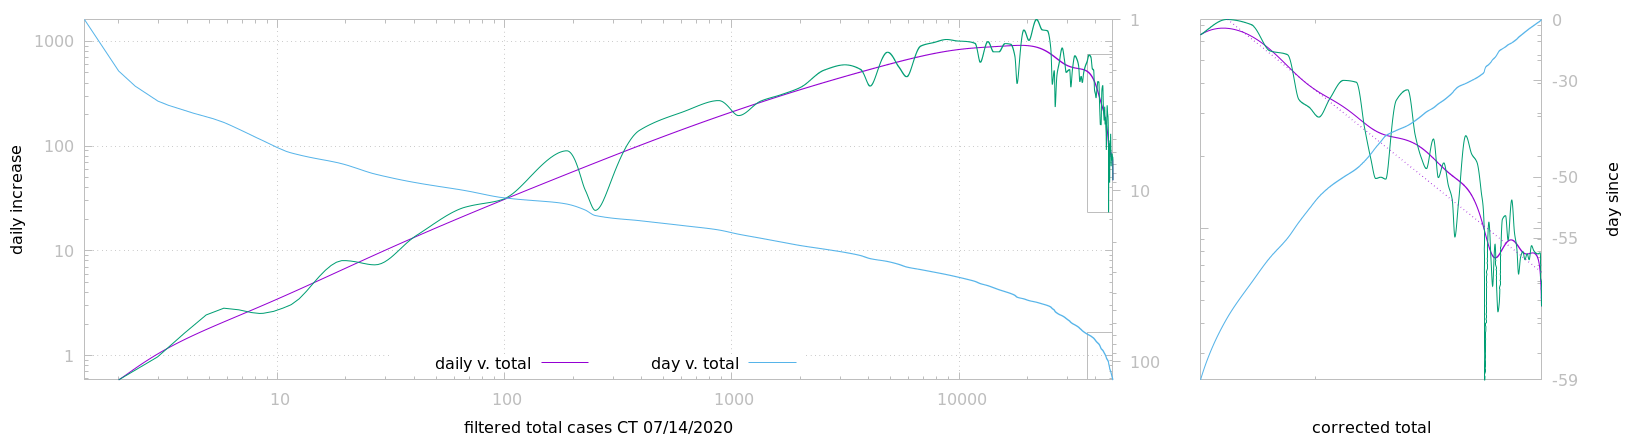 daily increase
1000
100
10
1
10
100
1000
10000
filtered total cases CT 07/14/2020
daily v. total
day v. total
1
10
100
0
-30
-50
-55
-59
day since
corrected total